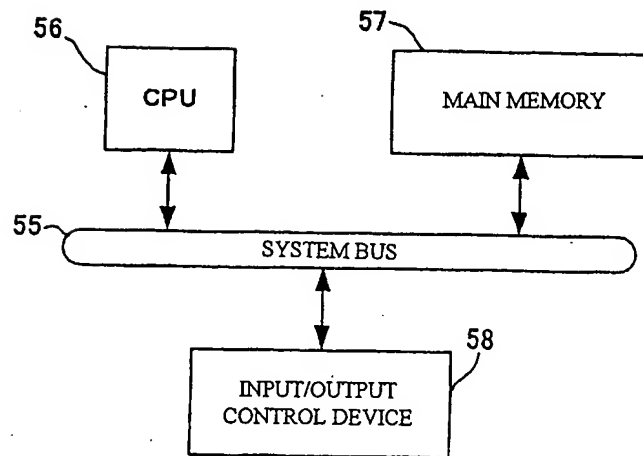 56
CPU
57
MAIN MEMORY
55
SYSTEM BUS
58
INPUT/OUTPUT
CONTROL DEVICE